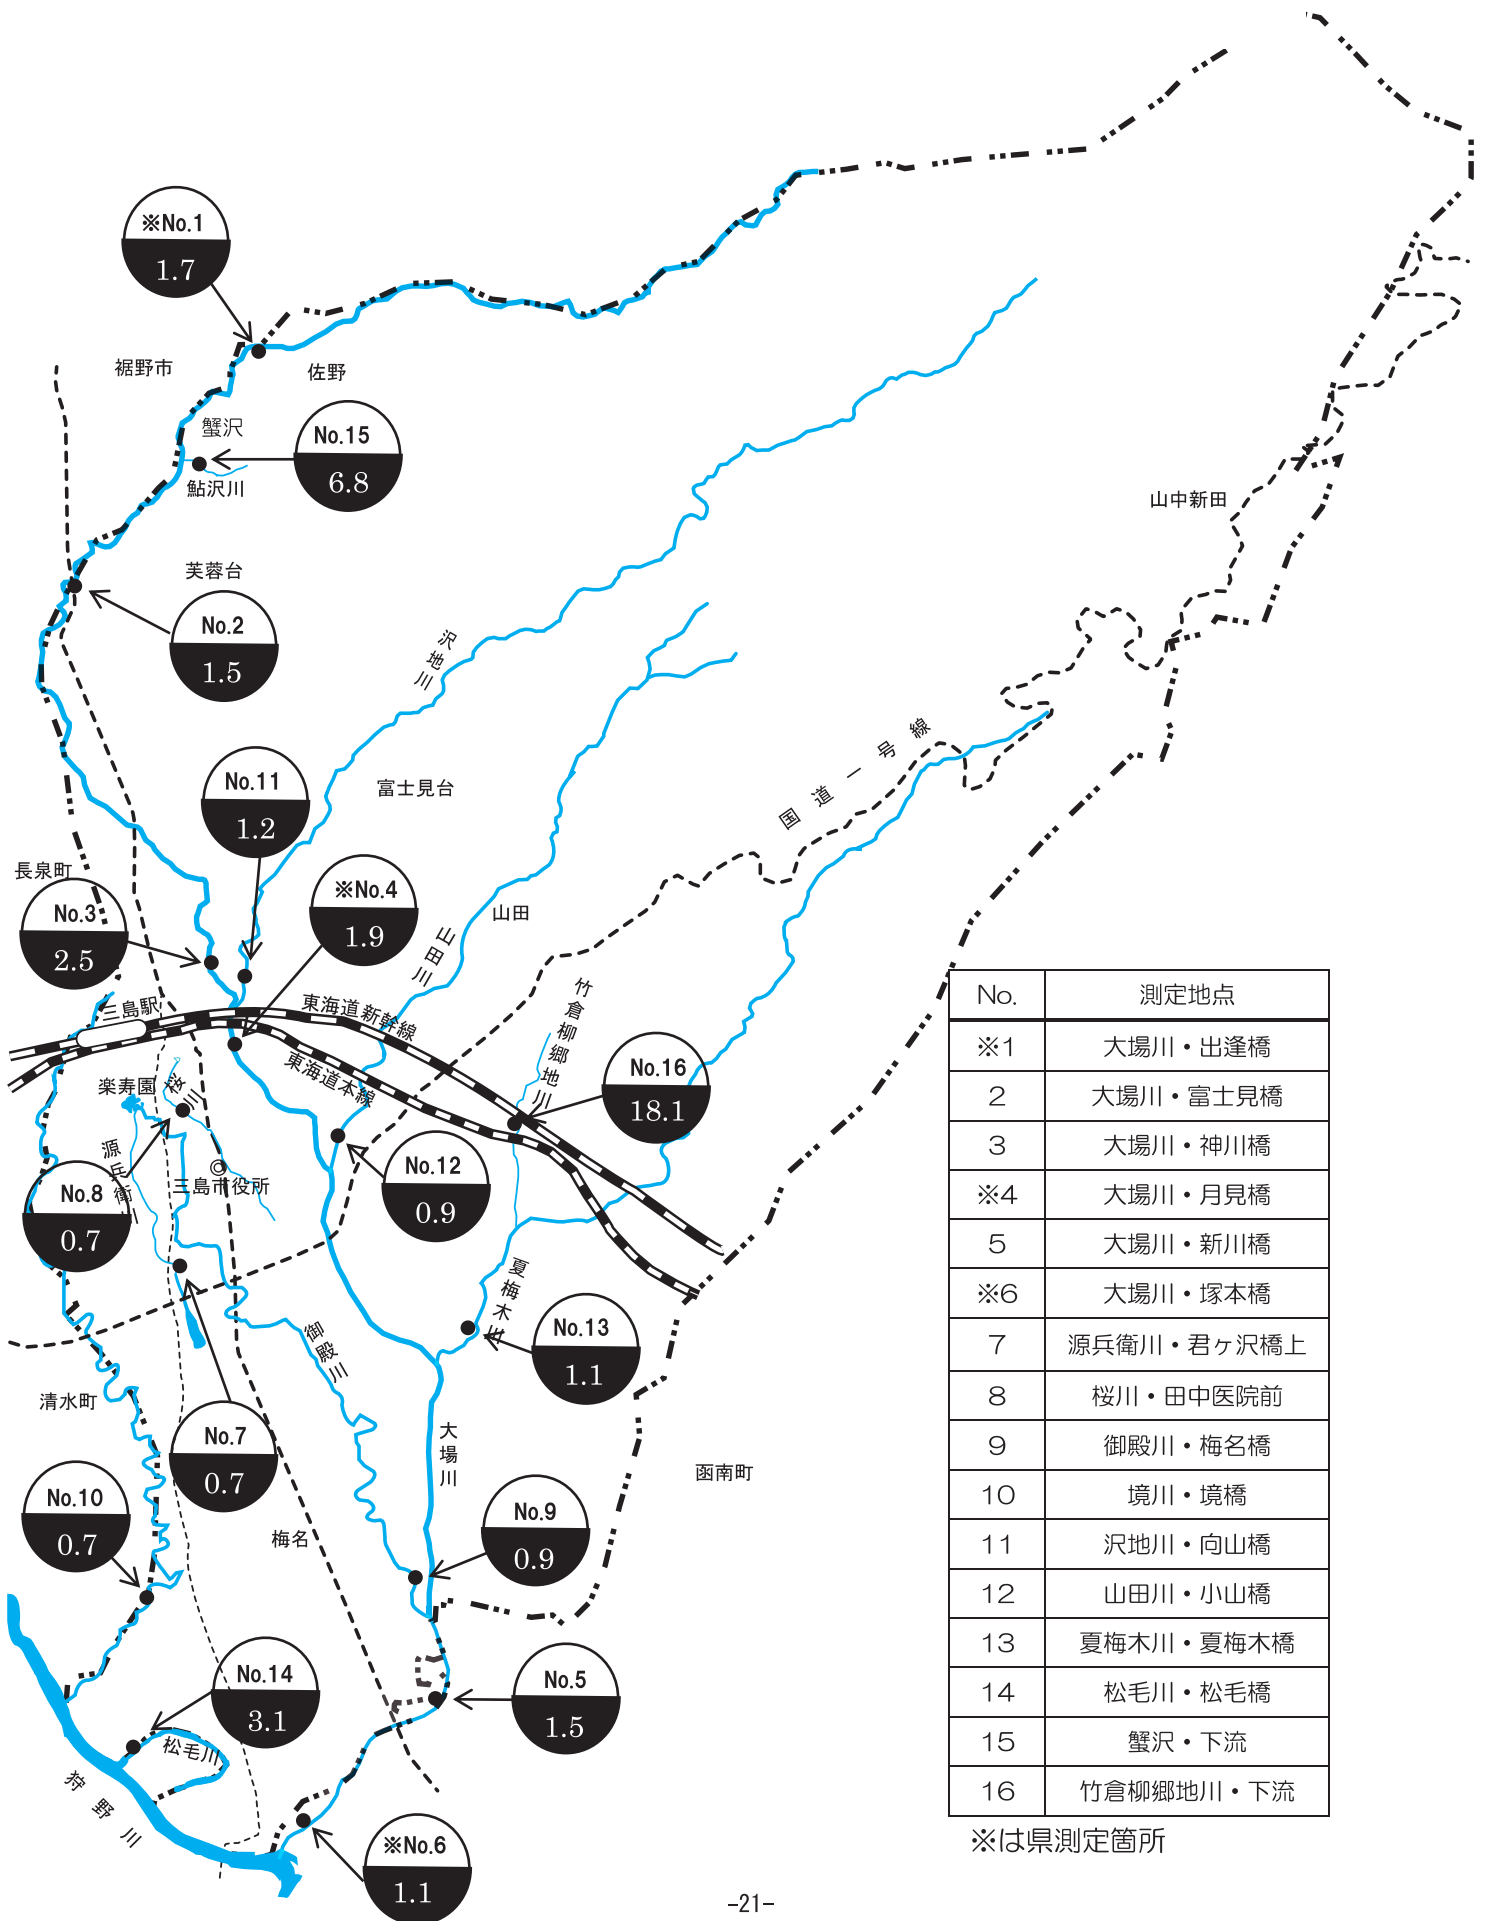 ※No.1
1.7
裾野市
佐野
蟹沢
No.15
6.8
鮎沢川
山中新田
芙蓉台
No.2
1.5
沢地川
国道一号線
No.11
1.2
富士見台
長泉町
No.3
2.5
※No.4
1.9
山田
山田川
竹倉柳郷地川
三島駅
東海道新幹線
東海道本線
No.16
18.1
楽寿園
桜川
源兵衛川
三島市役所
No.8
0.7
No.12
0.9
夏梅木川
No.13
1.1
御殿川
清水町
大場川
No.7
0.7
函南町
No.10
0.7
梅名
No.9
0.9
No.14
3.1
No.5
1.5
松毛川
狩野川
※No.6
1.1
No. 測定地点
※1 大場川・出逢橋
2 大場川・富士見橋
3 大場川・神川橋
※4 大場川・月見橋
5 大場川・新川橋
※6 大場川・塚本橋
7 源兵衛川・君ヶ沢橋上
8 桜川・田中医院前
9 御殿川・梅名橋
10 境川・境橋
11 沢地川・向山橋
12 山田川・小山橋
13 夏梅木川・夏梅木橋
14 松毛川・松毛橋
15 蟹沢・下流
16 竹倉柳郷地川・下流
※は県測定箇所
-21-